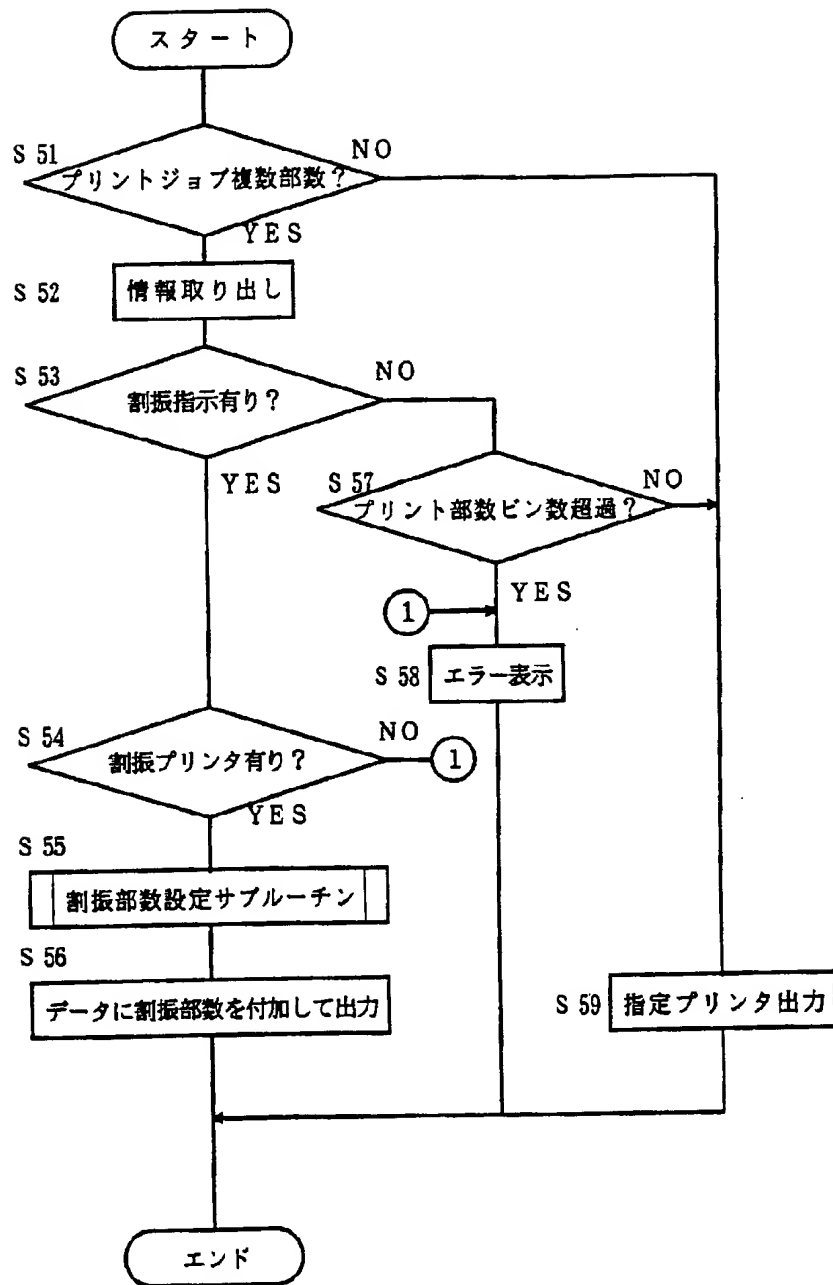 スタート
S 51
プリントジョブ複数部数？
NO
YES
S 52
情報取り出し
S 53
割振指示有り？
NO
YES
S 57
プリント部数ビン数超過？
NO
YES
①
S 58
エラー表示
S 54
割振プリンタ有り？
NO
①
YES
S 55
割振部数設定サブルーチン
S 56
データに割振部数を付加して出力
S 59
指定プリンタ出力
エンド